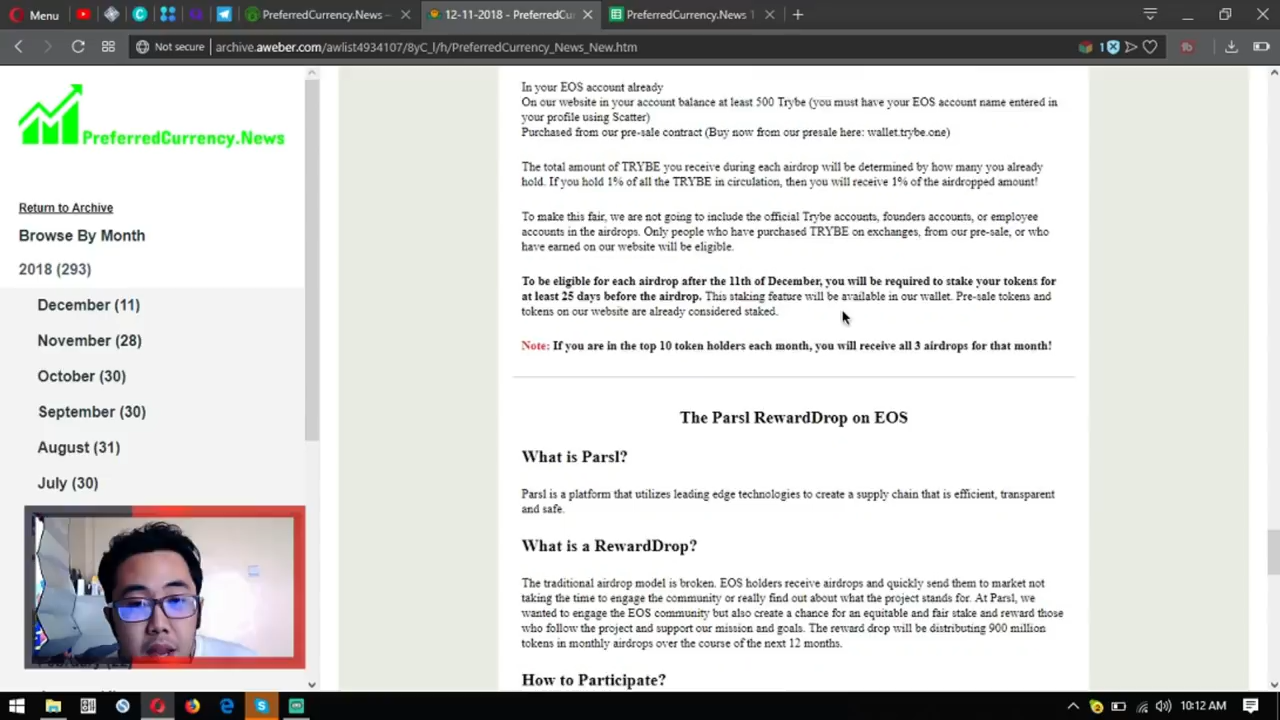 Menu
PreferredCurrency.News –
12-11-2018 - PreferredCu
PreferredCurrency.News 1
Not secure
archive.aweber.com/awlist4934107/8yC_l/h/PreferredCurrency_News_New.htm
1
PreferredCurrency.News
Return to Archive
Browse By Month
2018 (293)
December (11)
November (28)
October (30)
September (30)
August (31)
July (30)
In your EOS account already
On our website in your account balance at least 500 Trybe (you must have your EOS account name entered in
your profile using Scatter)
Purchased from our pre-sale contract (Buy now from our presale here: wallet.trybe.one)
The total amount of TRYBE you receive during each airdrop will be determined by how many you already
hold. If you hold 1% of all the TRYBE in circulation, then you will receive 1% of the airdropped amount!
To make this fair, we are not going to include the official Trybe accounts, founders accounts, or employee
accounts in the airdrops. Only people who have purchased TRYBE on exchanges, from our pre-sale, or who
have earned on our website will be eligible.
To be eligible for each airdrop after the 11th of December, you will be required to stake your tokens for
at least 25 days before the airdrop. This staking feature will be available in our wallet. Pre-sale tokens and
tokens on our website are already considered staked.
Note: If you are in the top 10 token holders each month, you will receive all 3 airdrops for that month!
The Parsl RewardDrop on EOS
What is Parsl?
Parsl is a platform that utilizes leading edge technologies to create a supply chain that is efficient, transparent
and safe.
What is a RewardDrop?
The traditional airdrop model is broken. EOS holders receive airdrops and quickly send them to market not
taking the time to engage the community or really find out about what the project stands for. At Parsl, we
wanted to engage the EOS community but also create a chance for an equitable and fair stake and reward those
who follow the project and support our mission and goals. The reward drop will be distributing 900 million
tokens in monthly airdrops over the course of the next 12 months.
How to Participate?
10:12 AM